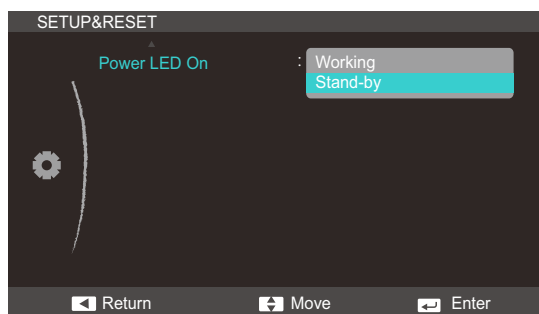 SETUP&RESET
Power LED On : Working
Stand-by
Return Move Enter